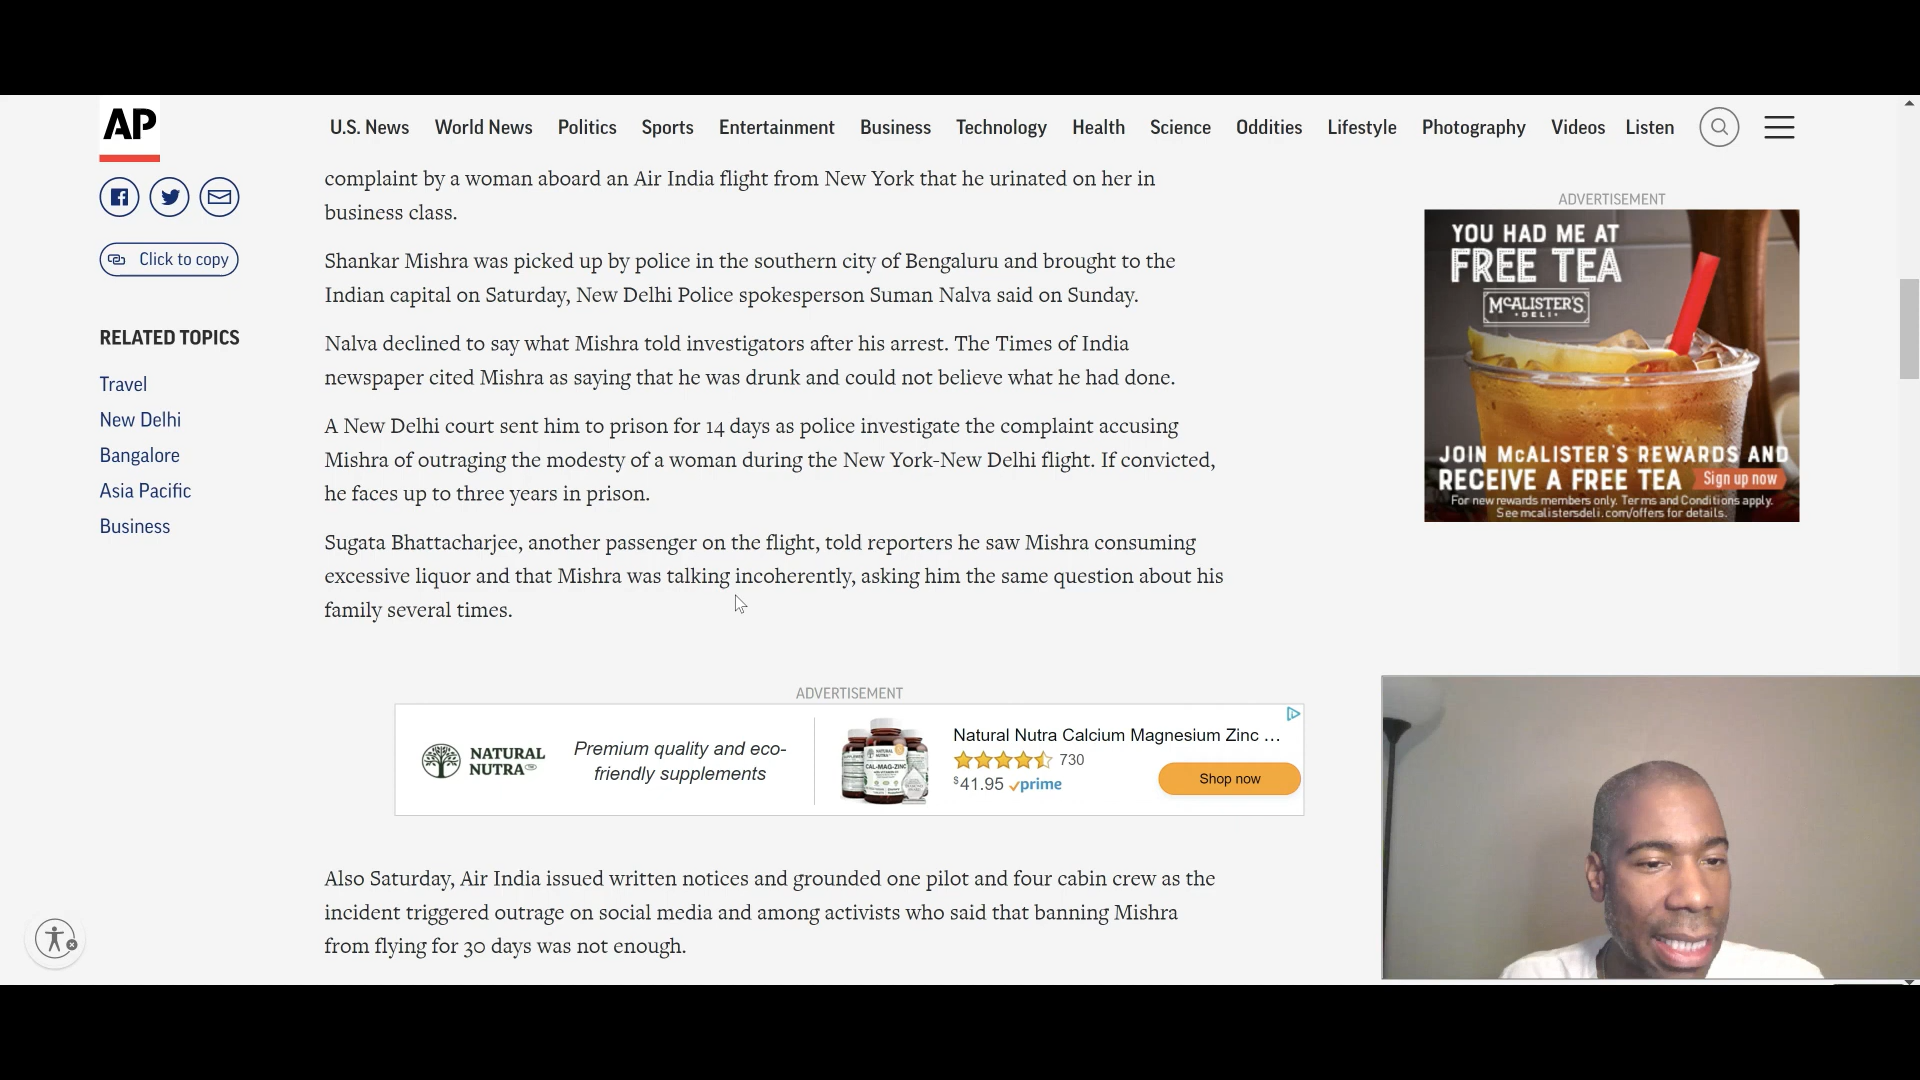 AP
U.S. News World News Politics Sports Entertainment Business Technology Health Science Oddities Lifestyle Photography Videos Listen
Click to copy
RELATED TOPICS
Travel
New Delhi
Bangalore
Asia Pacific
Business
complaint by a woman aboard an Air India flight from New York that he urinated on her in
business class.
Shankar Mishra was picked up by police in the southern city of Bengaluru and brought to the
Indian capital on Saturday, New Delhi Police spokesperson Suman Nalva said on Sunday.
Nalva declined to say what Mishra told investigators after his arrest. The Times of India
newspaper cited Mishra as saying that he was drunk and could not believe what he had done.
A New Delhi court sent him to prison for 14 days as police investigate the complaint accusing
Mishra of outraging the modesty of a woman during the New York-New Delhi flight. If convicted,
he faces up to three years in prison.
Sugata Bhattacharjee, another passenger on the flight, told reporters he saw Mishra consuming
excessive liquor and that Mishra was talking incoherently, asking him the same question about his
family several times.
ADVERTISEMENT
NATURAL
NUTRA
Premium quality and eco-
friendly supplements
CAL-MAG-ZINC
Natural Nutra Calcium Magnesium Zinc ...
730
$41.95 prime
Shop now
Also Saturday, Air India issued written notices and grounded one pilot and four cabin crew as the
incident triggered outrage on social media and among activists who said that banning Mishra
from flying for 30 days was not enough.
ADVERTISEMENT
YOU HAD ME AT
FREE TEA
McALISTER'S
DELI
JOIN McALISTER'S REWARDS AND
RECEIVE A FREE TEA Sign up now
For new rewards members only. Terms and Conditions apply.
See mcalistersdeli.com/offers for details.